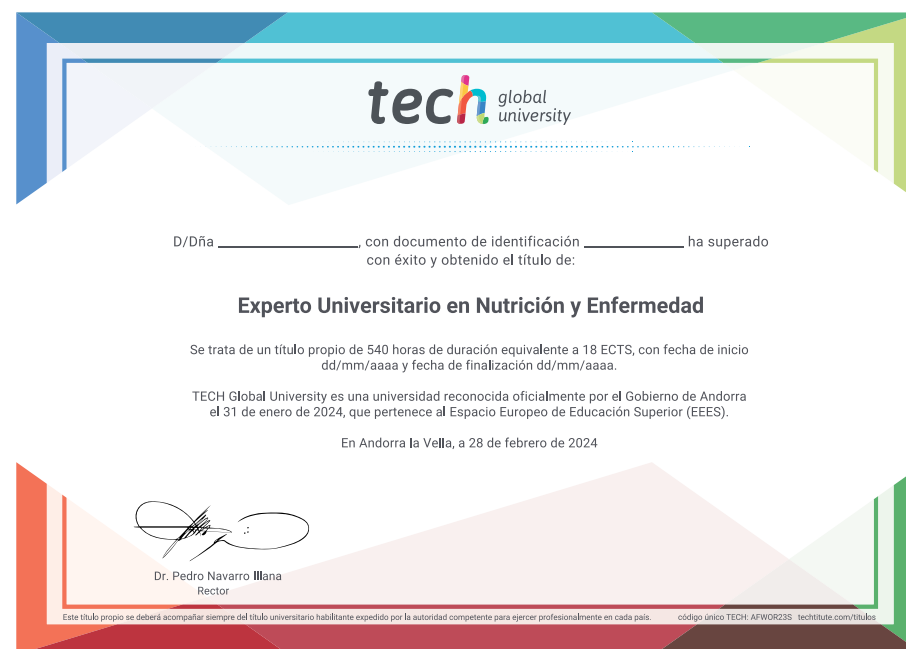 tech global university
D/Dña ____________, con documento de identificación ____________ ha superado
con éxito y obtenido el título de:
Experto Universitario en Nutrición y Enfermedad
Se trata de un título propio de 540 horas de duración equivalente a 18 ECTS, con fecha de inicio
dd/mm/aaaa y fecha de finalización dd/mm/aaaa.
TECH Global University es una universidad reconocida oficialmente por el Gobierno de Andorra
el 31 de enero de 2024, que pertenece al Espacio Europeo de Educación Superior (EEES).
En Andorra la Vella, a 28 de febrero de 2024
Dr. Pedro Navarro Illana
Rector
Este título propio se deberá acompañar siempre del título universitario habilitante expedido por la autoridad competente para ejercer profesionalmente en cada país. código único TECH: AFWOR23S techtitute.com/titulos